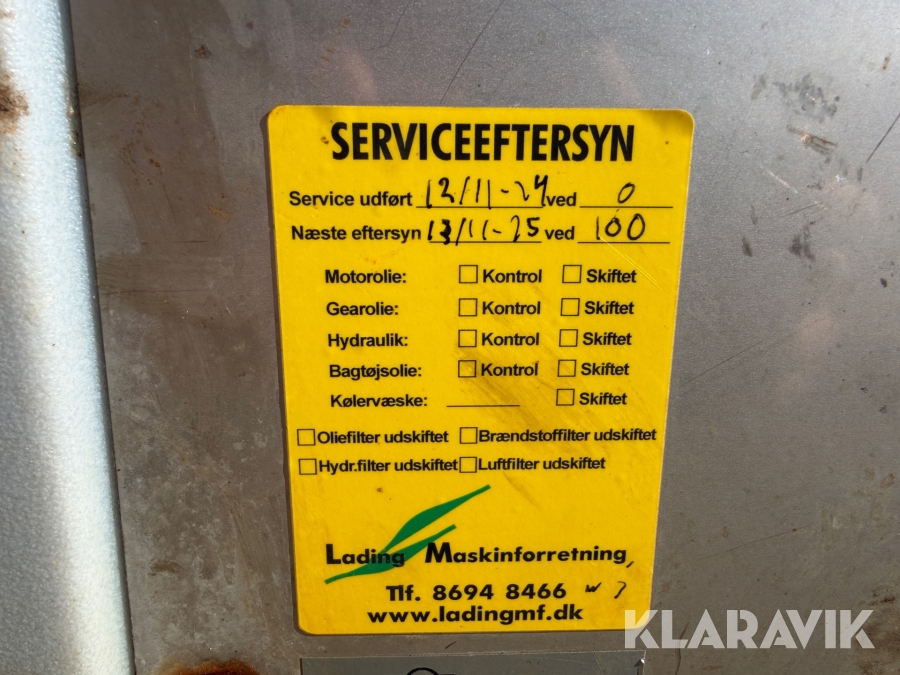 SERVICEEFTERSYN
Service udført 12/11-24 ved 0
Næste eftersyn 13/11-25 ved 100
Motorolie: Kontrol Skiftet
Gearolie: Kontrol Skiftet
Hydraulik: Kontrol Skiftet
Bagtøjsolie: Kontrol Skiftet
Kølervæske: Skiftet
Oliefilter udskiftet Brændstoffilter udskiftet
Hydr.filter udskiftet Luftfilter udskiftet
Lading Maskinforretning
Tlf. 8694 8466
www.ladingmf.dk
KLARAVIK